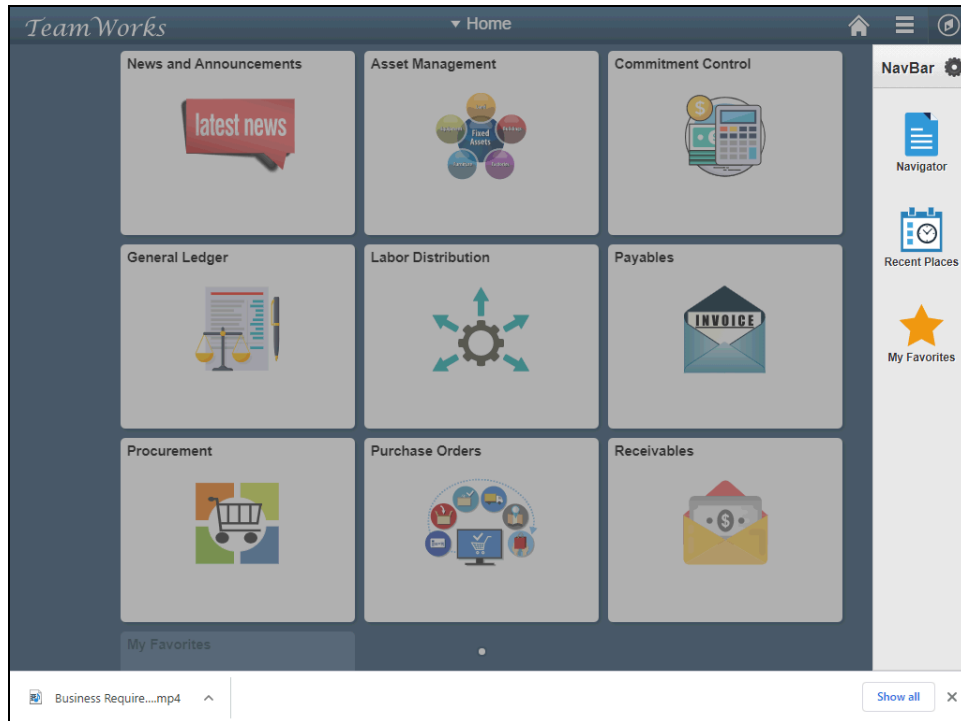 TeamWorks
Home
NavBar
News and Announcements
latest news
Asset Management
Fixed
Assets
Commitment Control
Navigator
Recent Places
My Favorites
General Ledger
Labor Distribution
Payables
INVOICE
Procurement
Purchase Orders
Receivables
My Favorites
Business Require....mp4
Show all